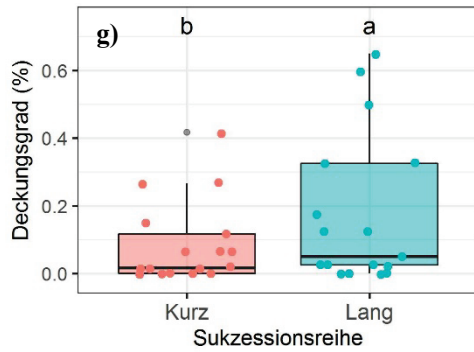 g)
b
a
Deckungsgrad (%)
0.6
0.4
0.2
0.0
Kurz
Lang
Sukzessionsreihe